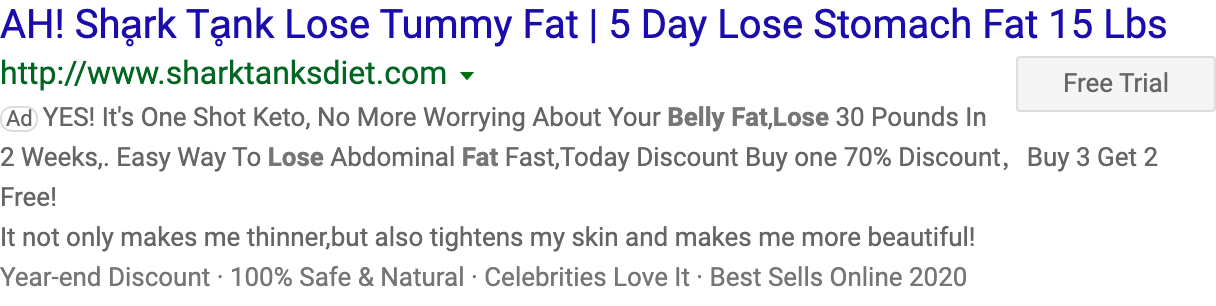 AH! Shḁrk Tḁnk Lose Tummy Fat | 5 Day Lose Stomach Fat 15 Lbs
http://www.sharktanksdiet.com
Free Trial
Ad YES! It's One Shot Keto, No More Worrying About Your Belly Fat,Lose 30 Pounds In
2 Weeks,. Easy Way To Lose Abdominal Fat Fast,Today Discount Buy one 70% Discount， Buy 3 Get 2
Free!
It not only makes me thinner,but also tightens my skin and makes me more beautiful!
Year-end Discount · 100% Safe & Natural · Celebrities Love It · Best Sells Online 2020